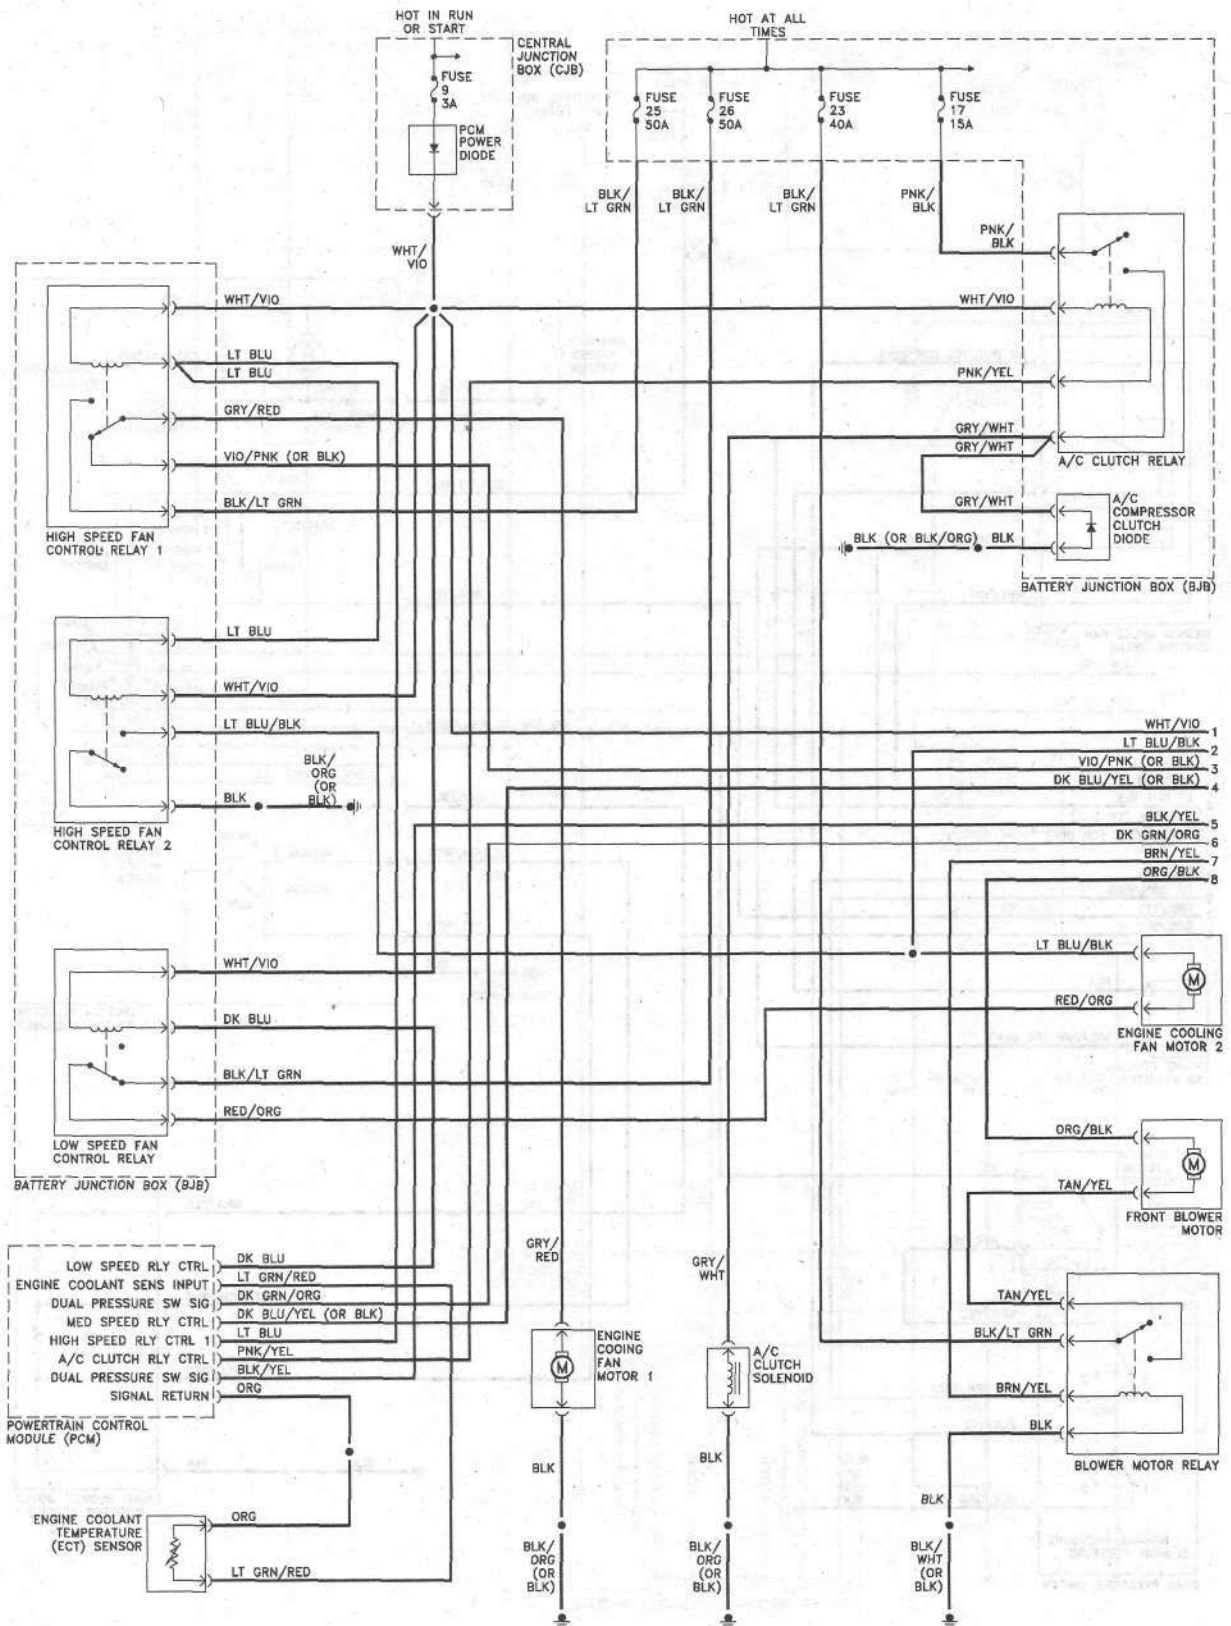 HOT IN RUN
OR START
CENTRAL
JUNCTION
BOX (CJB)
FUSE
9
3A
PCM
POWER
DIODE
WHT/
VIO
HOT AT ALL
TIMES
FUSE
25
50A
FUSE
26
50A
FUSE
23
40A
FUSE
17
15A
BLK/
LT GRN
BLK/
LT GRN
BLK/
LT GRN
PNK/
BLK
PNK/
BLK
WHT/VIO
PNK/YEL
GRY/WHT
GRY/WHT
A/C CLUTCH RELAY
GRY/WHT
A/C
COMPRESSOR
CLUTCH
DIODE
BLK (OR BLK/ORG)
BLK
BATTERY JUNCTION BOX (BJB)
WHT/VIO
LT BLU
LT BLU
GRY/RED
VIO/PNK (OR BLK)
BLK/LT GRN
HIGH SPEED FAN
CONTROL RELAY 1
LT BLU
WHT/VIO
LT BLU/BLK
BLK/
ORG
(OR
BLK)
BLK
HIGH SPEED FAN
CONTROL RELAY 2
WHT/VIO 1
LT BLU/BLK 2
VIO/PNK (OR BLK) 3
DK BLU/YEL (OR BLK) 4
BLK/YEL 5
DK GRN/ORG 6
BRN/YEL 7
ORG/BLK 8
WHT/VIO
DK BLU
BLK/LT GRN
RED/ORG
LOW SPEED FAN
CONTROL RELAY
BATTERY JUNCTION BOX (BJB)
LT BLU/BLK
M
RED/ORG
ENGINE COOLING
FAN MOTOR 2
ORG/BLK
M
TAN/YEL
FRONT BLOWER
MOTOR
LOW SPEED RLY CTRL DK BLU
ENGINE COOLANT SENS INPUT LT GRN/RED
DUAL PRESSURE SW SIG DK GRN/ORG
MED SPEED RLY CTRL DK BLU/YEL (OR BLK)
HIGH SPEED RLY CTRL 1 LT BLU
A/C CLUTCH RLY CTRL PNK/YEL
DUAL PRESSURE SW SIG BLK/YEL
SIGNAL RETURN ORG
POWERTRAIN CONTROL
MODULE (PCM)
GRY/
RED
M
ENGINE
COOING
FAN
MOTOR 1
GRY/
WHT
A/C
CLUTCH
SOLENOID
TAN/YEL
BLK/LT GRN
BRN/YEL
BLK
BLOWER MOTOR RELAY
ENGINE COOLANT
TEMPERATURE
(ECT) SENSOR
ORG
LT GRN/RED
BLK
BLK/
ORG
(OR
BLK)
BLK
BLK/
ORG
(OR
BLK)
BLK
BLK/
WHT
(OR
BLK)